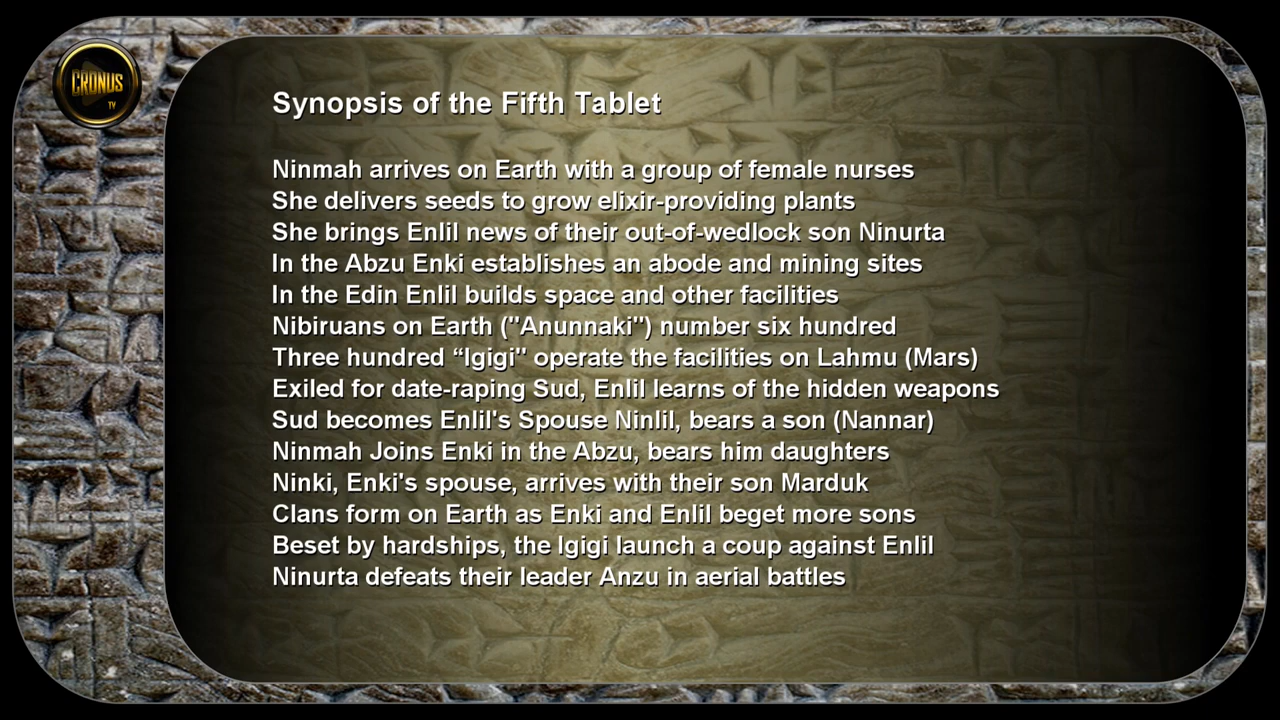 CRONUS
TV
Synopsis of the Fifth Tablet
Ninmah arrives on Earth with a group of female nurses
She delivers seeds to grow elixir-providing plants
She brings Enlil news of their out-of-wedlock son Ninurta
In the Abzu Enki establishes an abode and mining sites
In the Edin Enlil builds space and other facilities
Nibiruans on Earth ("Anunnaki") number six hundred
Three hundred “Igigi" operate the facilities on Lahmu (Mars)
Exiled for date-raping Sud, Enlil learns of the hidden weapons
Sud becomes Enlil's Spouse Ninlil, bears a son (Nannar)
Ninmah Joins Enki in the Abzu, bears him daughters
Ninki, Enki's spouse, arrives with their son Marduk
Clans form on Earth as Enki and Enlil beget more sons
Beset by hardships, the Igigi launch a coup against Enlil
Ninurta defeats their leader Anzu in aerial battles